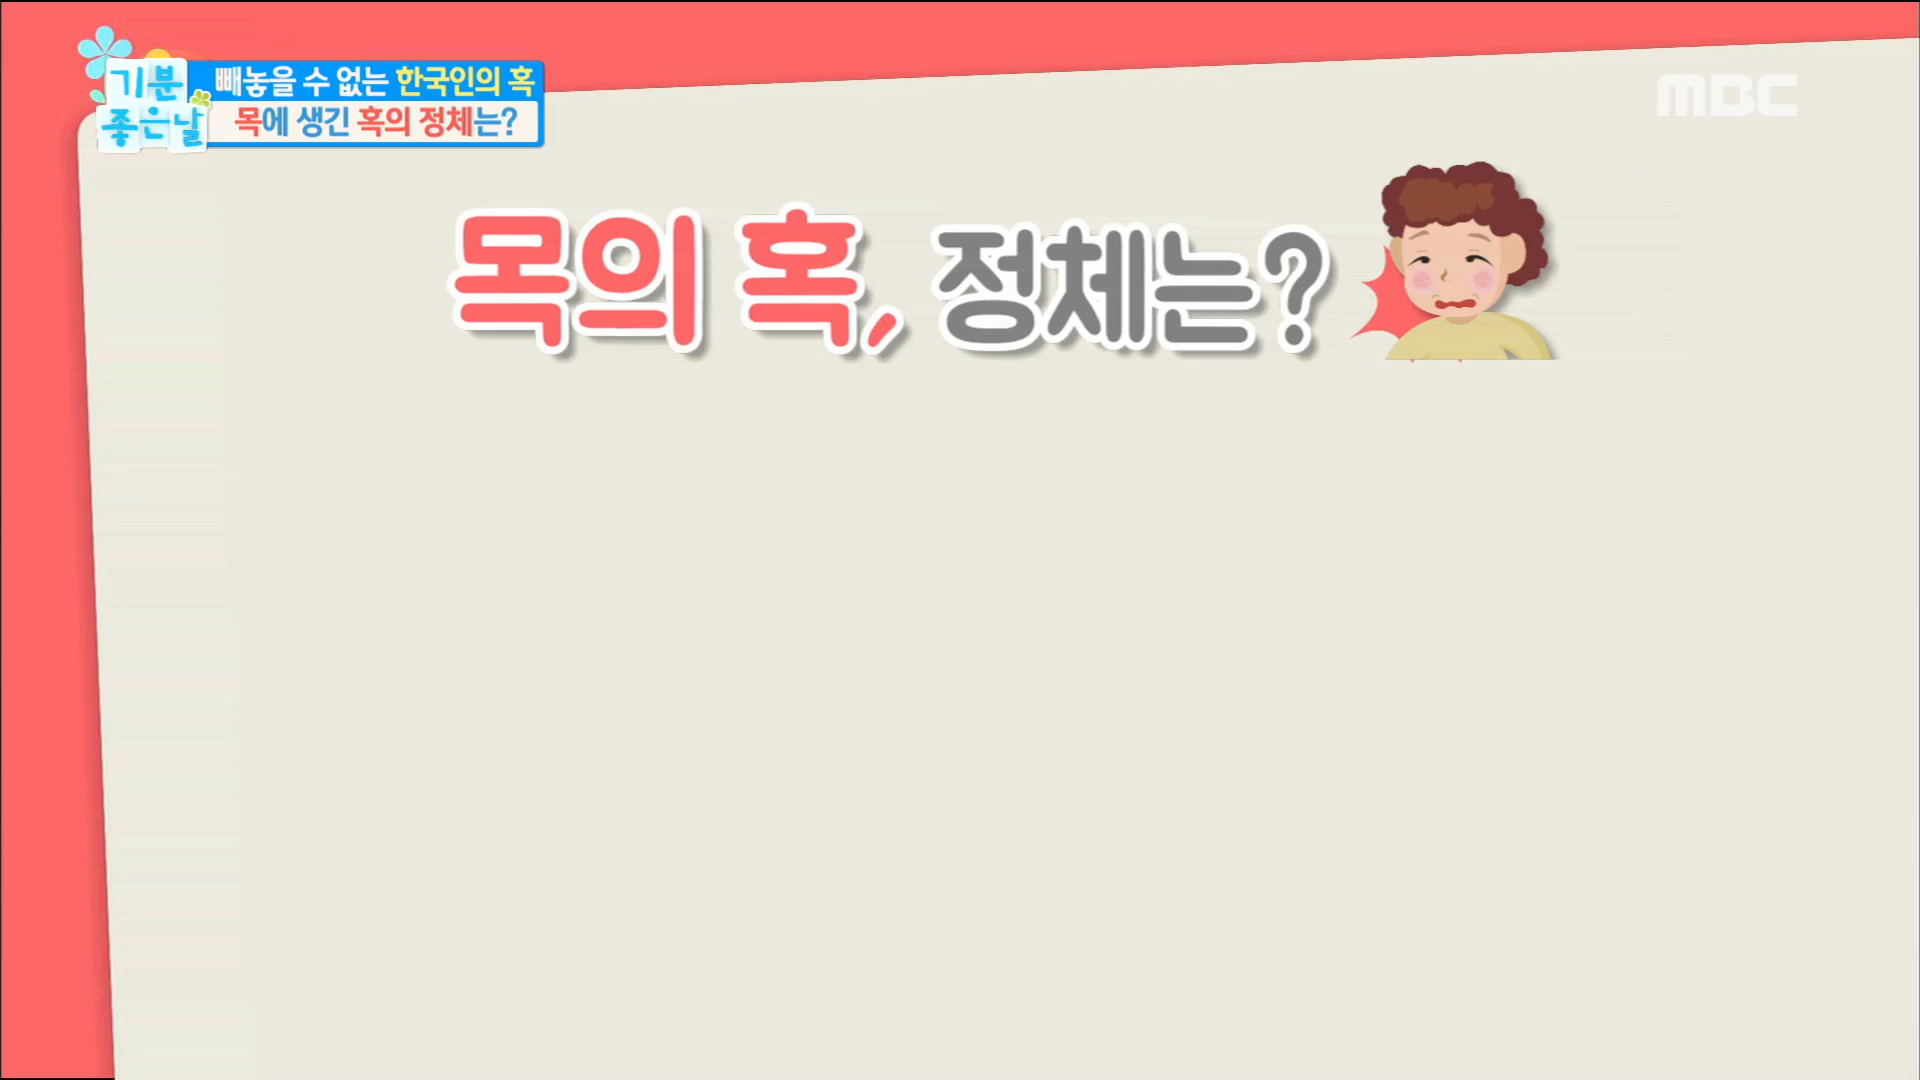 기분
좋은날
빼놓을 수 없는 한국인의 혹
목에 생긴 혹의 정체는?
MBC
목의 혹, 정체는?